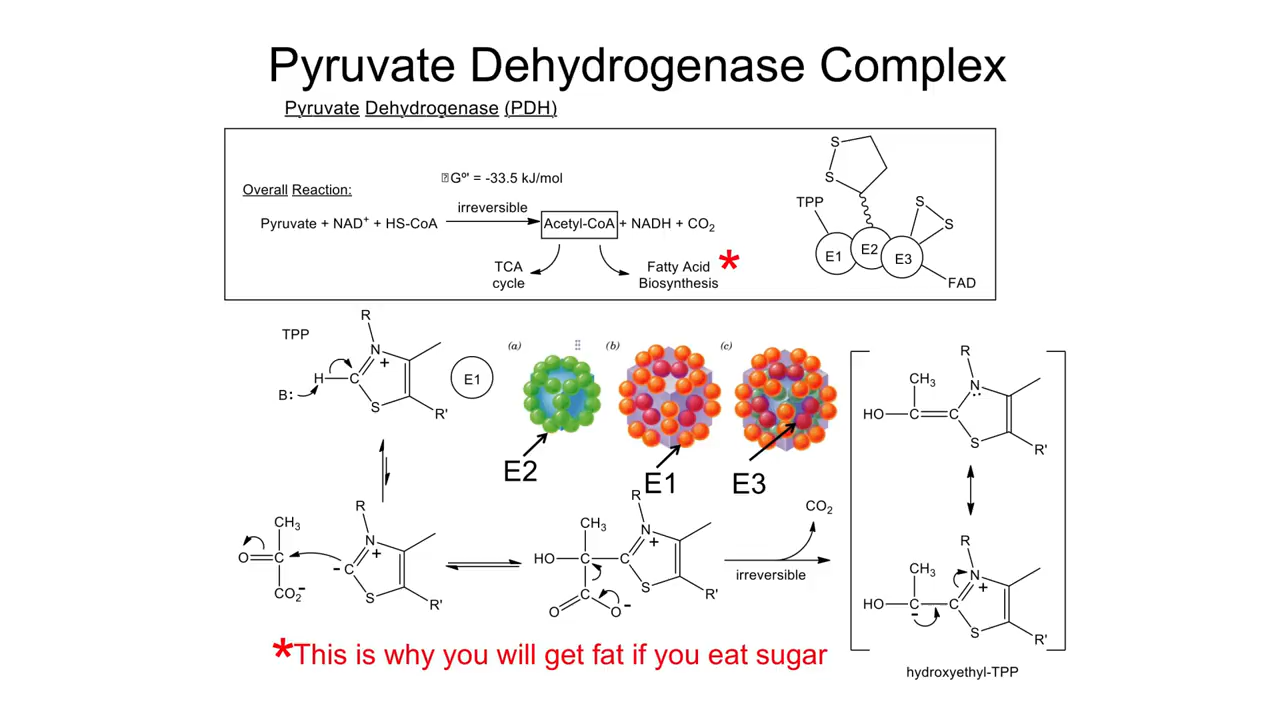 Pyruvate Dehydrogenase Complex
Pyruvate Dehydrogenase (PDH)
Gº' = -33.5 kJ/mol
Overall Reaction:
irreversible
Pyruvate + NAD⁺ + HS-CoA
Acetyl-CoA + NADH + CO₂
TCA
cycle
Fatty Acid
Biosynthesis
*
S
S
TPP
S
S
E1
E2
E3
FAD
TPP
R
N
+
H
C
B:
S
R'
E1
(a)
(b)
(c)
E2
E1
E3
R
CH₃
N
HO
C
C
S
R'
CH₃
O
C
CO₂-
R
N
+
-
C
S
R'
R
CH₃
N
+
HO
C
C
S
R'
C
O
O-
CO₂
irreversible
R
CH₃
N
+
HO
C
-
C
S
R'
hydroxyethyl-TPP
*This is why you will get fat if you eat sugar